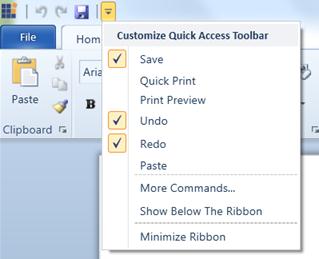 Customize Quick Access Toolbar
File
Hom
Save
Quick Print
Print Preview
Undo
Redo
Paste
More Commands...
Show Below The Ribbon
Minimize Ribbon
Aria
Paste
B
Clipboard